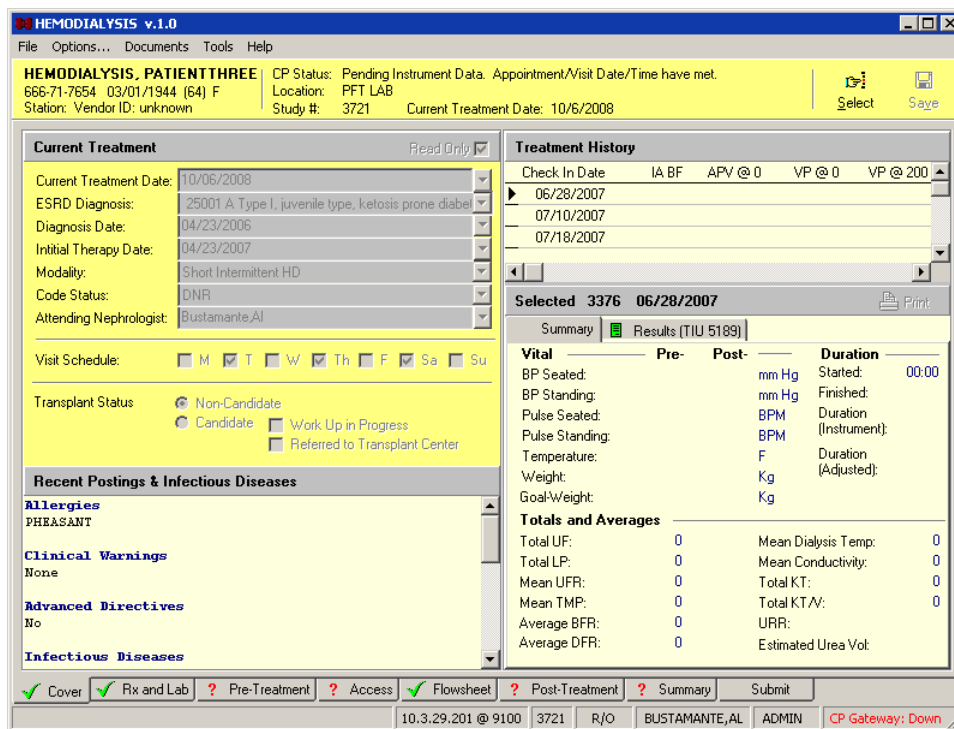 HEMODIALYSIS v.1.0
File Options... Documents Tools Help
HEMODIALYSIS, PATIENTTHREE
666-71-7654 03/01/1944 (64) F
Station: Vendor ID: unknown
CP Status: Pending Instrument Data. Appointment/Visit Date/Time have met.
Location: PFT LAB
Study #: 3721 Current Treatment Date: 10/6/2008
Select
Save
Current Treatment Read Only
Current Treatment Date: 10/06/2008
ESRD Diagnosis: 25001 A Type I, juvenile type, ketosis prone diabet
Diagnosis Date: 04/23/2006
Intitial Therapy Date: 04/23/2007
Modality: Short Intermittent HD
Code Status: DNR
Attending Nephrologist: Bustamante,Al
Visit Schedule: M T W Th F Sa Su
Transplant Status Non-Candidate
Candidate Work Up in Progress
Referred to Transplant Center
Recent Postings & Infectious Diseases
Allergies
PHEASANT
Clinical Warnings
None
Advanced Directives
No
Infectious Diseases
Treatment History
Check In Date IA BF APV @ 0 VP @ 0 VP @ 200
06/28/2007
07/10/2007
07/18/2007
Selected 3376 06/28/2007 Print
Summary Results (TIU 5189)
Vital Pre- Post- Duration
BP Seated: mm Hg Started: 00:00
BP Standing: mm Hg Finished:
Pulse Seated: BPM Duration (Instrument):
Pulse Standing: BPM
Temperature: F Duration (Adjusted):
Weight: Kg
Goal-Weight: Kg
Totals and Averages
Total UF: 0 Mean Dialysis Temp: 0
Total LP: 0 Mean Conductivity: 0
Mean UFR: 0 Total KT: 0
Mean TMP: 0 Total KT/V: 0
Average BFR: 0 URR:
Average DFR: 0 Estimated Urea Vol:
Cover Rx and Lab ? Pre-Treatment ? Access Flowsheet ? Post-Treatment ? Summary Submit
10.3.29.201 @ 9100 3721 R/O BUSTAMANTE,AL ADMIN CP Gateway: Down